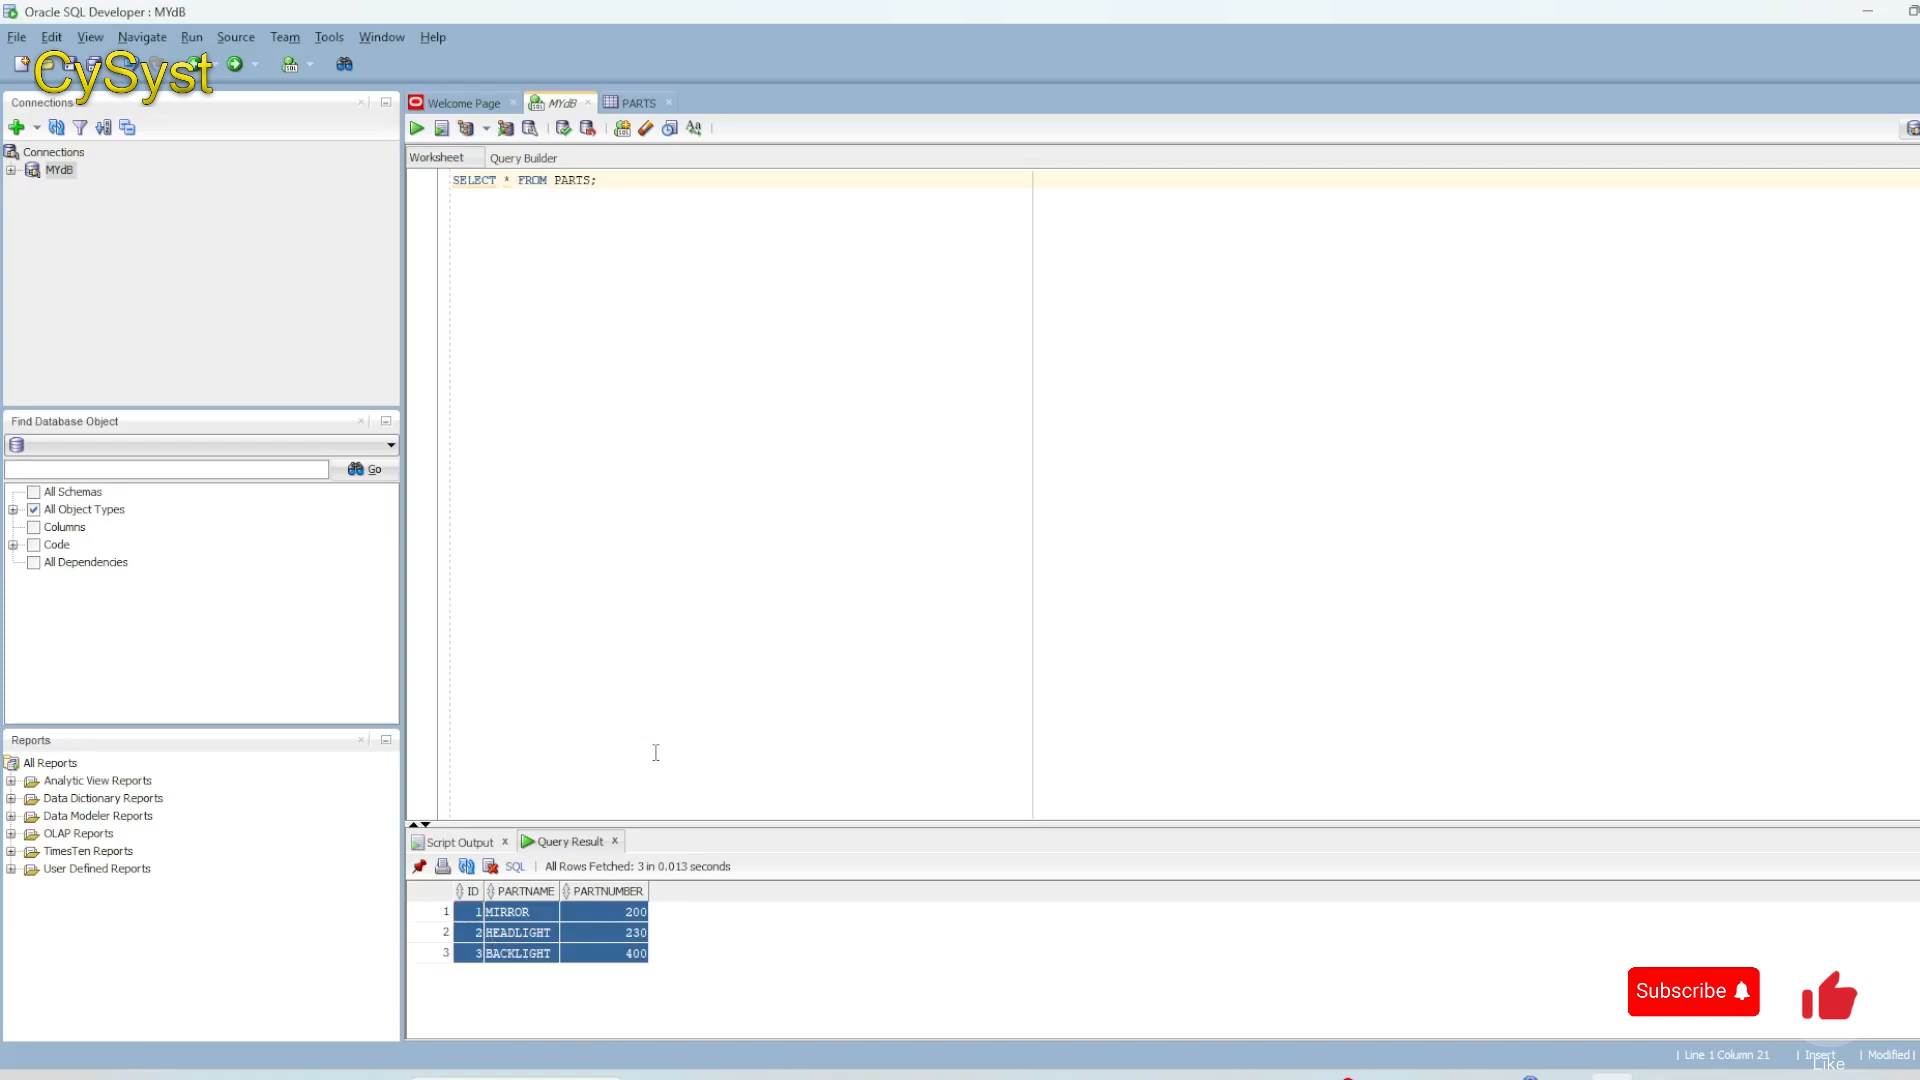 Oracle SQL Developer : MYdB
File Edit View Navigate Run Source Team Tools Window Help
CySyst
Connections
Welcome Page MYdB PARTS
Connections
MYdB
Worksheet Query Builder
SELECT * FROM PARTS;
Find Database Object
Go
All Schemas
All Object Types
Columns
Code
All Dependencies
Reports
All Reports
Analytic View Reports
Data Dictionary Reports
Data Modeler Reports
OLAP Reports
TimesTen Reports
User Defined Reports
Script Output Query Result
SQL All Rows Fetched: 3 in 0.013 seconds
ID PARTNAME PARTNUMBER
1 1 MIRROR 200
2 2 HEADLIGHT 230
3 3 BACKLIGHT 400
Subscribe
Line 1 Column 21 Insert Modified
Like